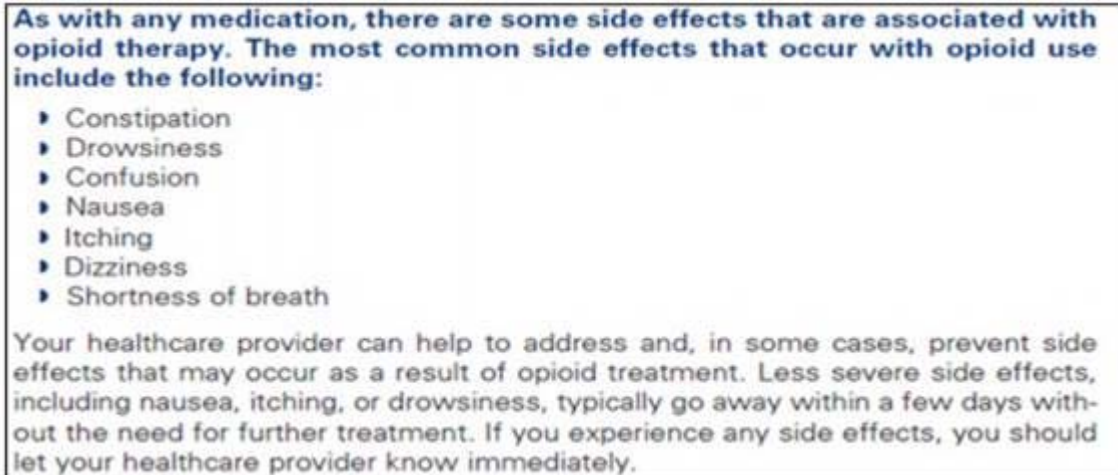 As with any medication, there are some side effects that are associated with
opioid therapy. The most common side effects that occur with opioid use
include the following:
Constipation
Drowsiness
Confusion
Nausea
Itching
Dizziness
Shortness of breath
Your healthcare provider can help to address and, in some cases, prevent side
effects that may occur as a result of opioid treatment. Less severe side effects,
including nausea, itching, or drowsiness, typically go away within a few days with-
out the need for further treatment. If you experience any side effects, you should
let your healthcare provider know immediately.